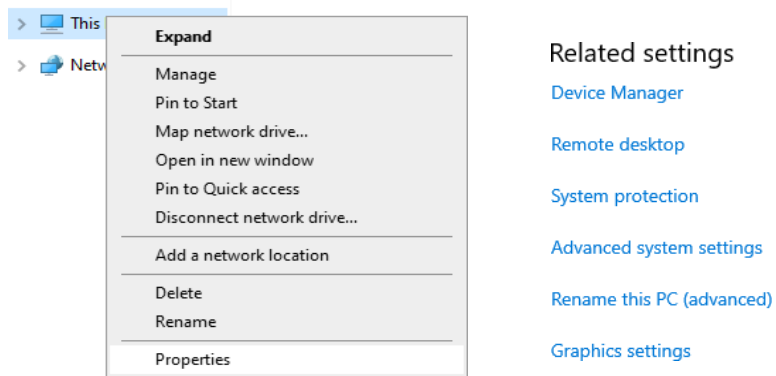 This
Netw
Expand
Manage
Pin to Start
Map network drive...
Open in new window
Pin to Quick access
Disconnect network drive...
Add a network location
Delete
Rename
Properties
Related settings
Device Manager
Remote desktop
System protection
Advanced system settings
Rename this PC (advanced)
Graphics settings